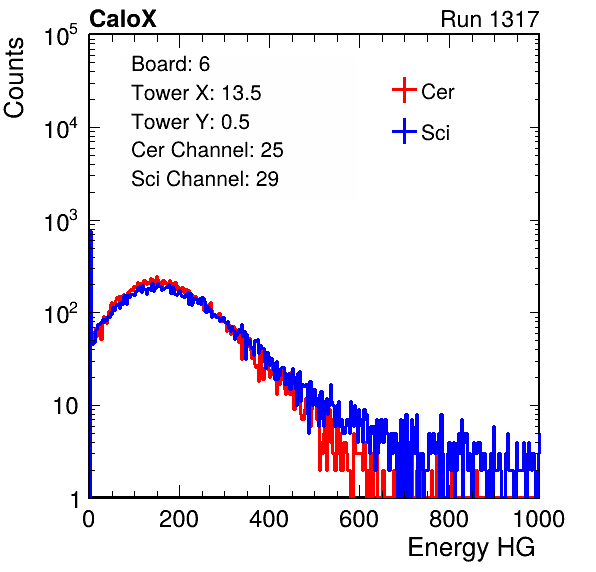 CaloX Run 1317
Counts
10^5
10^4
10^3
10^2
10
1
Board: 6
Tower X: 13.5
Tower Y: 0.5
Cer Channel: 25
Sci Channel: 29
Cer
Sci
0 200 400 600 800 1000
Energy HG